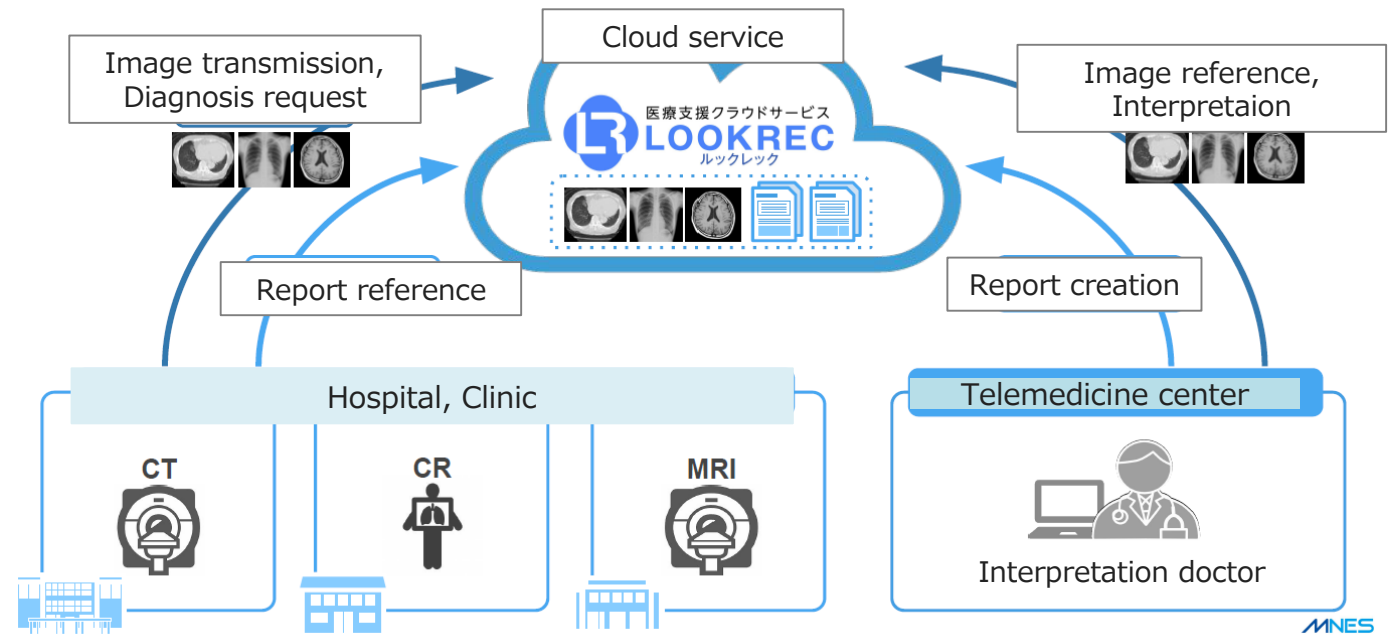 Cloud service
Image transmission,
Diagnosis request
Image reference,
Interpretaion
医療支援クラウドサービス
LOOKREC
ルックレック
Report reference
Report creation
Hospital, Clinic
Telemedicine center
CT
CR
MRI
Interpretation doctor
MNES